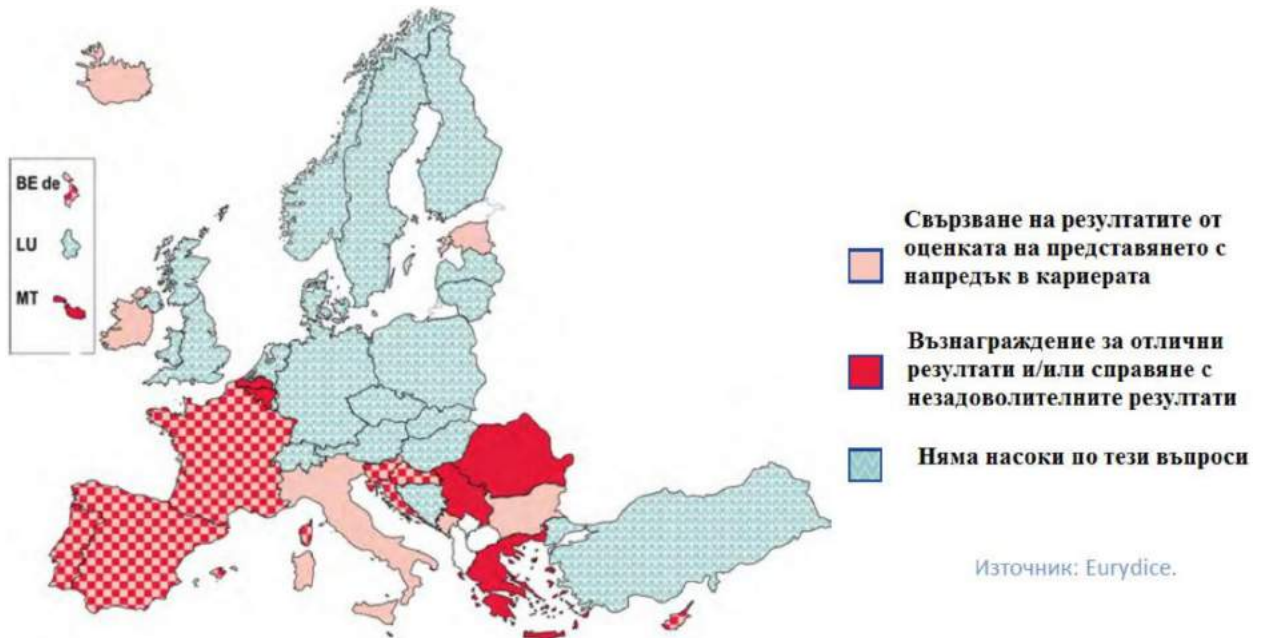 BE de
LU
MT
Свързване на резултатите от
оценката на представянето с
напредък в кариерата
Възнаграждение за отлични
резултати и/или справяне с
незадоволителните резултати
Няма насоки по тези въпроси
Източник: Eurydice.